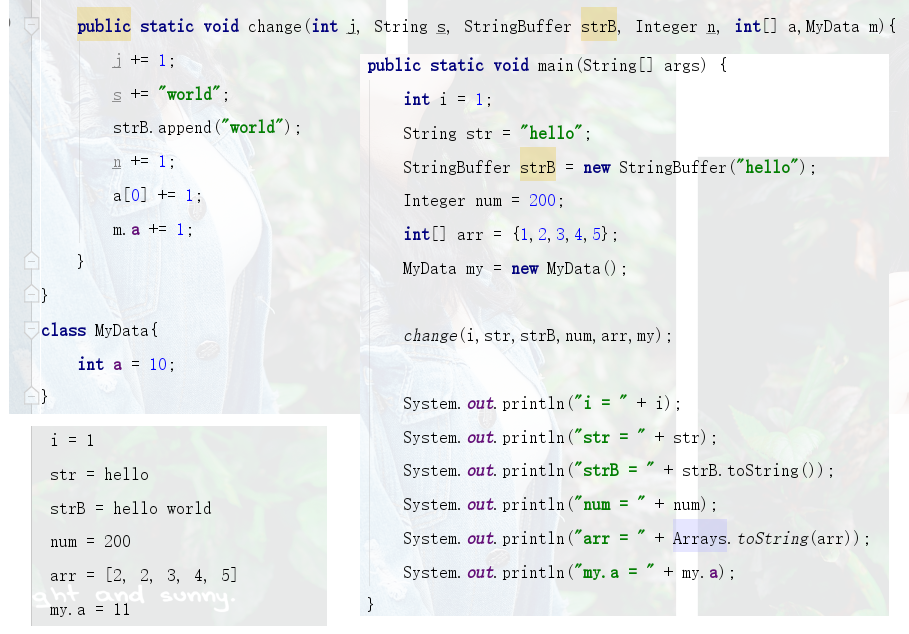 public static void change(int j, String s, StringBuffer strB, Integer n, int[] a,MyData m){
j += 1;
s += "world";
strB.append("world");
n += 1;
a[0] += 1;
m.a += 1;
}
}
class MyData{
int a = 10;
}
public static void main(String[] args) {
int i = 1;
String str = "hello";
StringBuffer strB = new StringBuffer("hello");
Integer num = 200;
int[] arr = {1,2,3,4,5};
MyData my = new MyData();
change(i,str,strB,num,arr,my);
System.out.println("i = " + i);
System.out.println("str = " + str);
System.out.println("strB = " + strB.toString());
System.out.println("num = " + num);
System.out.println("arr = " + Arrays.toString(arr));
System.out.println("my.a = " + my.a);
}
i = 1
str = hello
strB = hello world
num = 200
arr = [2, 2, 3, 4, 5]
ght and sunny.
my.a = 11